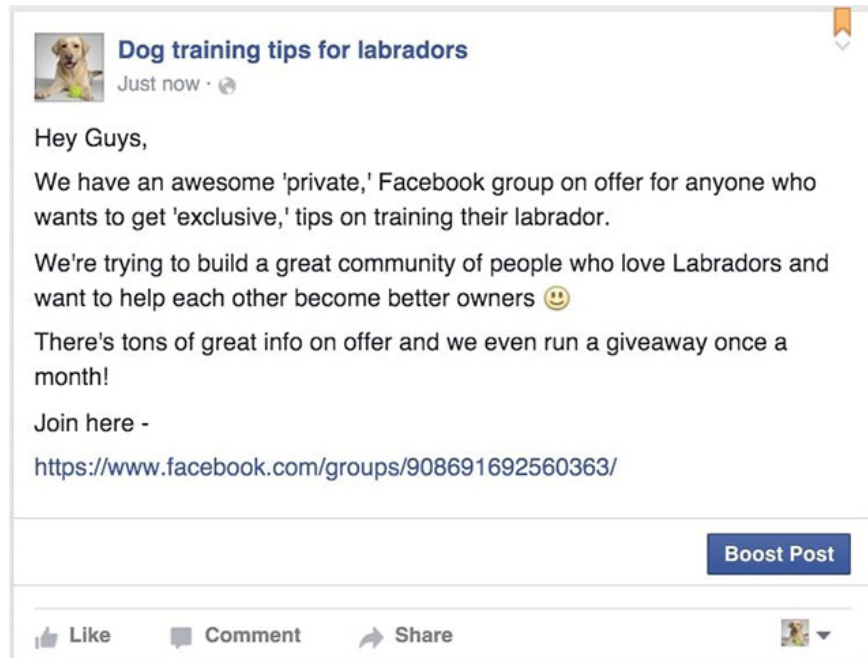 Dog training tips for labradors
Just now ·
Hey Guys,
We have an awesome 'private,' Facebook group on offer for anyone who
wants to get 'exclusive,' tips on training their labrador.
We're trying to build a great community of people who love Labradors and
want to help each other become better owners
There's tons of great info on offer and we even run a giveaway once a
month!
Join here -
https://www.facebook.com/groups/908691692560363/
Boost Post
Like Comment Share